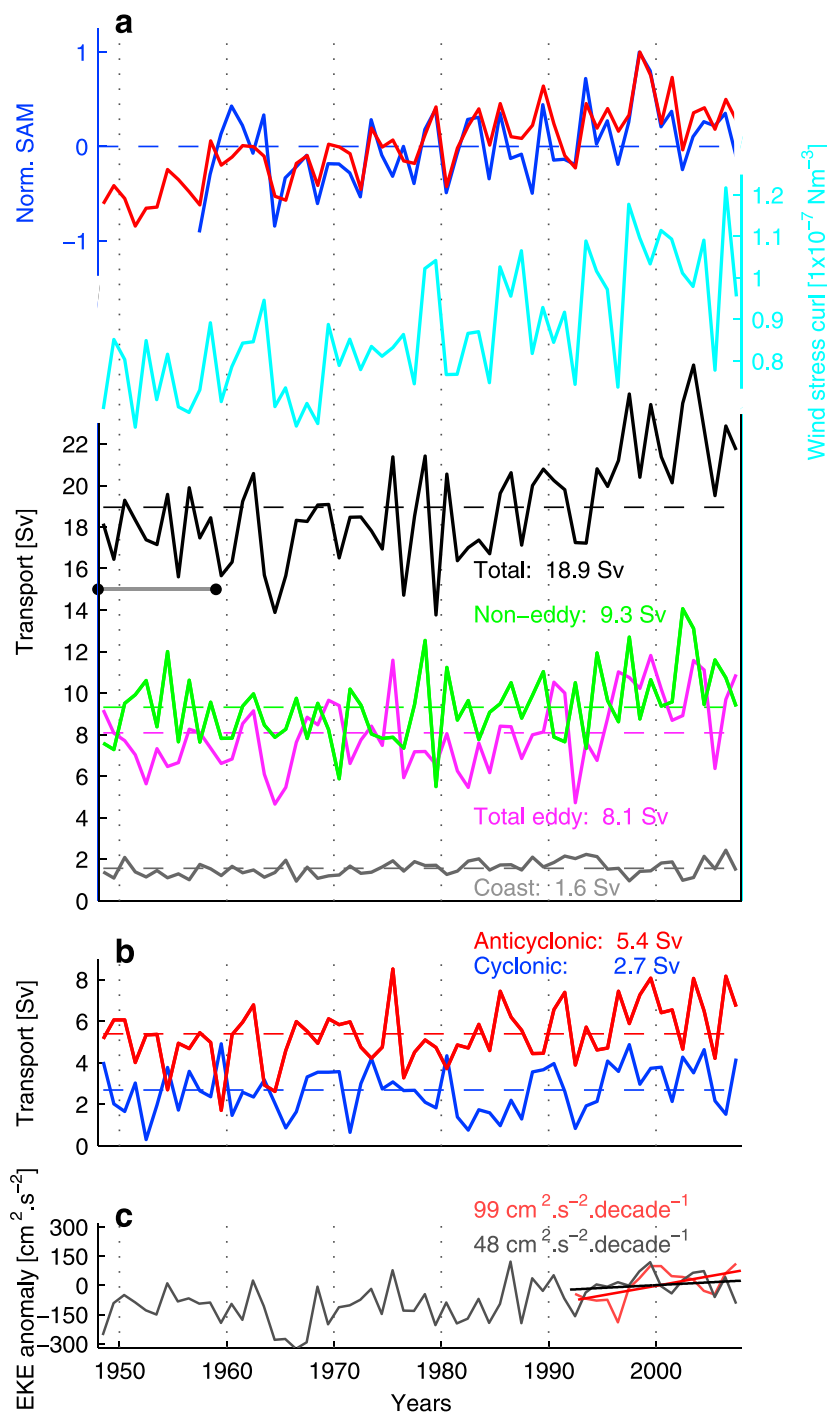 a
1
0
−1
Norm. SAM
1.2
1.1
1
0.9
0.8
Wind stress curl [1x10⁻⁷ Nm⁻³]
22
20
18
16
14
12
10
8
6
4
2
0
Transport [Sv]
Total: 18.9 Sv
Non−eddy: 9.3 Sv
Total eddy: 8.1 Sv
Coast: 1.6 Sv
b
Anticyclonic: 5.4 Sv
Cyclonic: 2.7 Sv
8
6
4
2
0
Transport [Sv]
c
99 cm².s⁻².decade⁻¹
48 cm².s⁻².decade⁻¹
300
150
0
−150
−300
EKE anomaly [cm².s⁻²]
1950 1960 1970 1980 1990 2000
Years